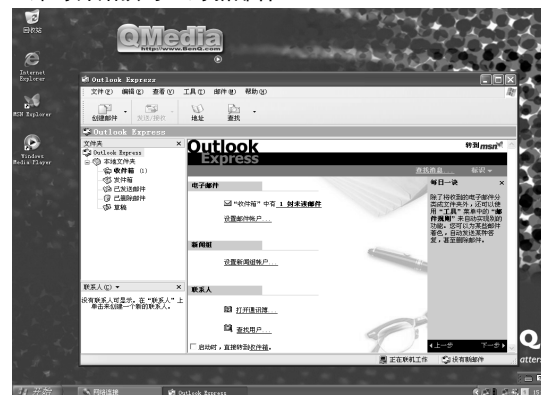 QMedia
http://www.BenQ.com
回收站
Internet
Explorer
MSN Explorer
Windows
Media Player
Outlook Express
文件(F) 编辑(E) 查看(V) 工具(T) 邮件(M) 帮助(H)
创建邮件 发送/接收 地址 查找
Outlook Express
文件夹
Outlook Express
本地文件夹
收件箱 (1)
发件箱
已发送邮件
已删除邮件
草稿
联系人(C)
没有联系人可显示。在“联系人”上
单击来创建一个新的联系人。
Outlook
Express
转到 msn
查找消息... 标识
电子邮件
“收件箱”中有 1 封未读邮件
设置邮件帐户...
新闻组
设置新闻组帐户...
联系人
打开通讯簿...
查找用户...
启动时，直接转到收件箱。
每日一诀
除了将收到的电子邮件分
类成文件夹外，还可以使
用“工具”菜单中的“邮
件规则”来自动实现别的
功能。您可以为某些邮件
着色，自动发送某种答
复，甚至删除邮件。
上一步 下一步
正在联机工作 没有新邮件
Q
开始 网络连接 Outlook Express